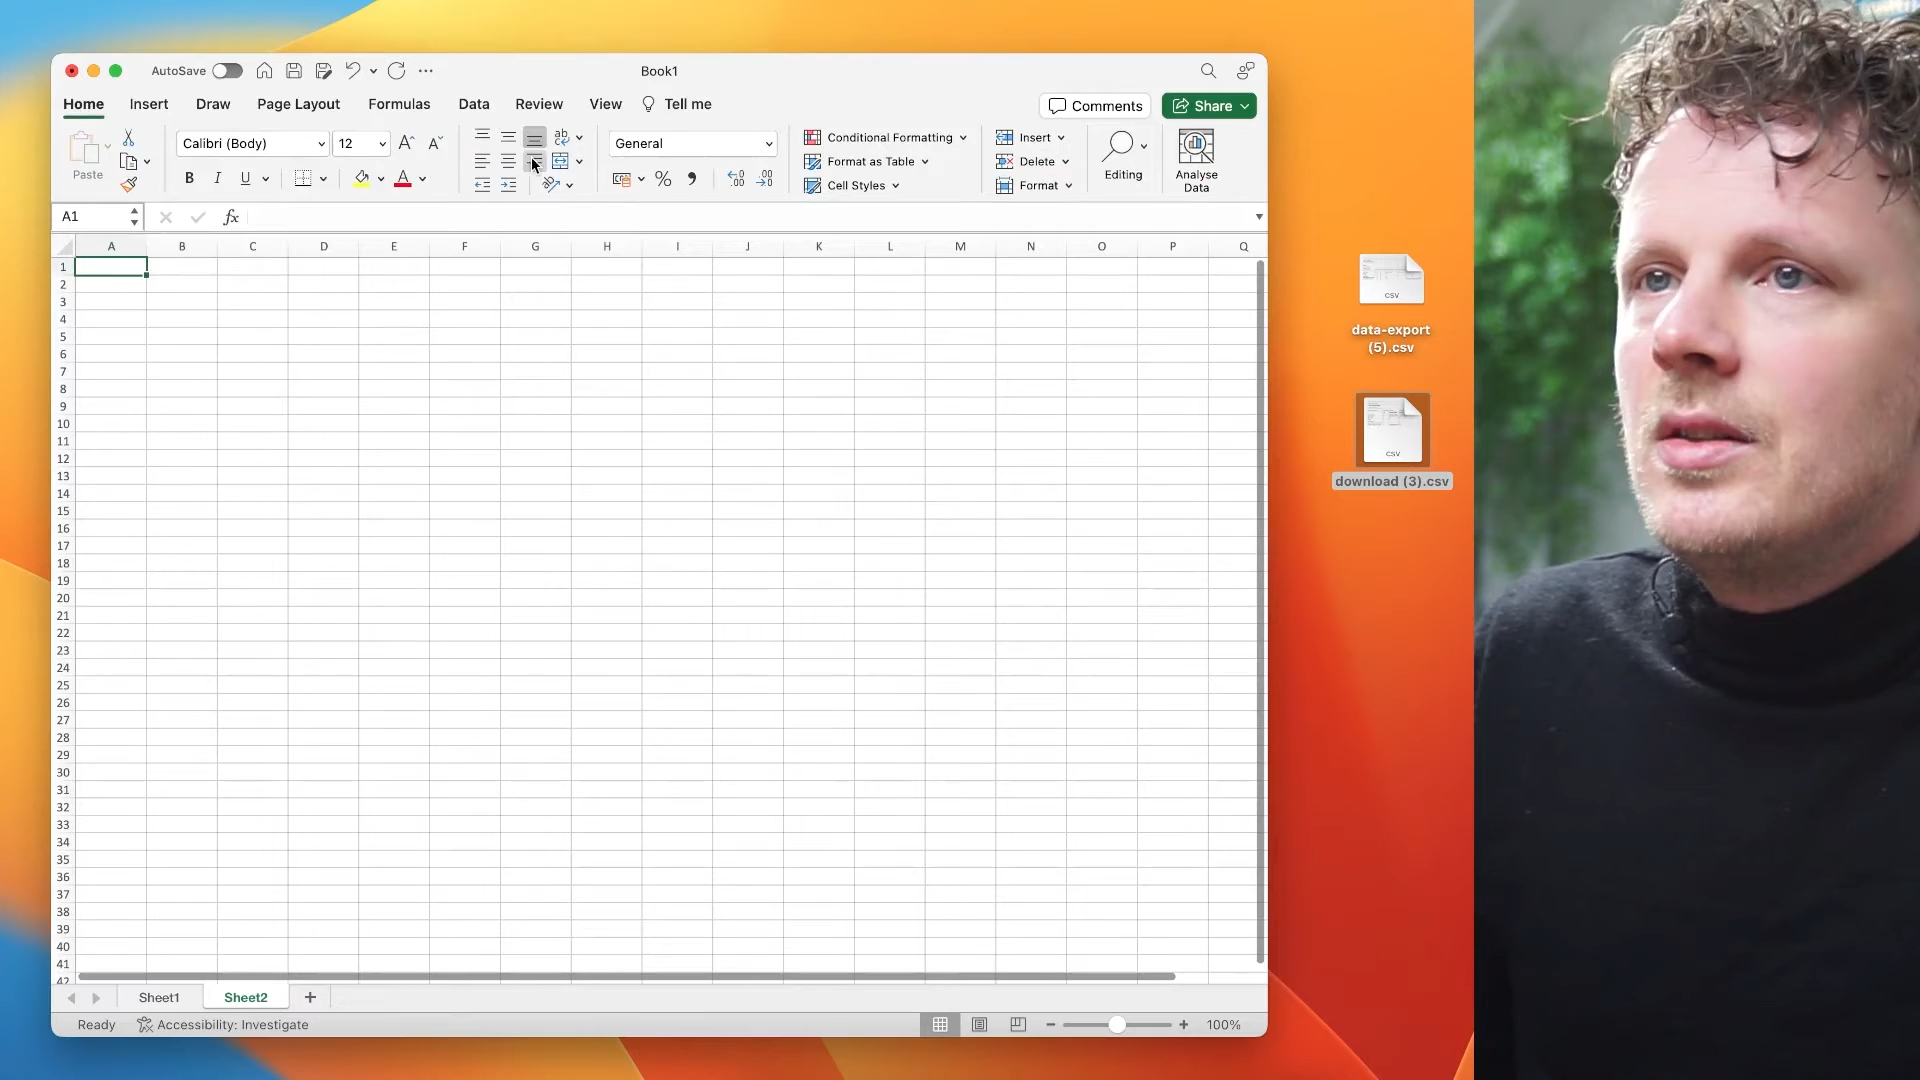 AutoSave
Book1
Home Insert Draw Page Layout Formulas Data Review View Tell me
Comments Share
Paste
Calibri (Body) 12
B I U
A
ab
General
% ,
Conditional Formatting
Format as Table
Cell Styles
Insert
Delete
Format
Editing
Analyse
Data
A1 fx
A B C D E F G H I J K L M N O P Q
1
2
3
4
5
6
7
8
9
10
11
12
13
14
15
16
17
18
19
20
21
22
23
24
25
26
27
28
29
30
31
32
33
34
35
36
37
38
39
40
41
42
Sheet1 Sheet2 +
Ready Accessibility: Investigate
100%
CSV
data-export
(5).csv
CSV
download (3).csv